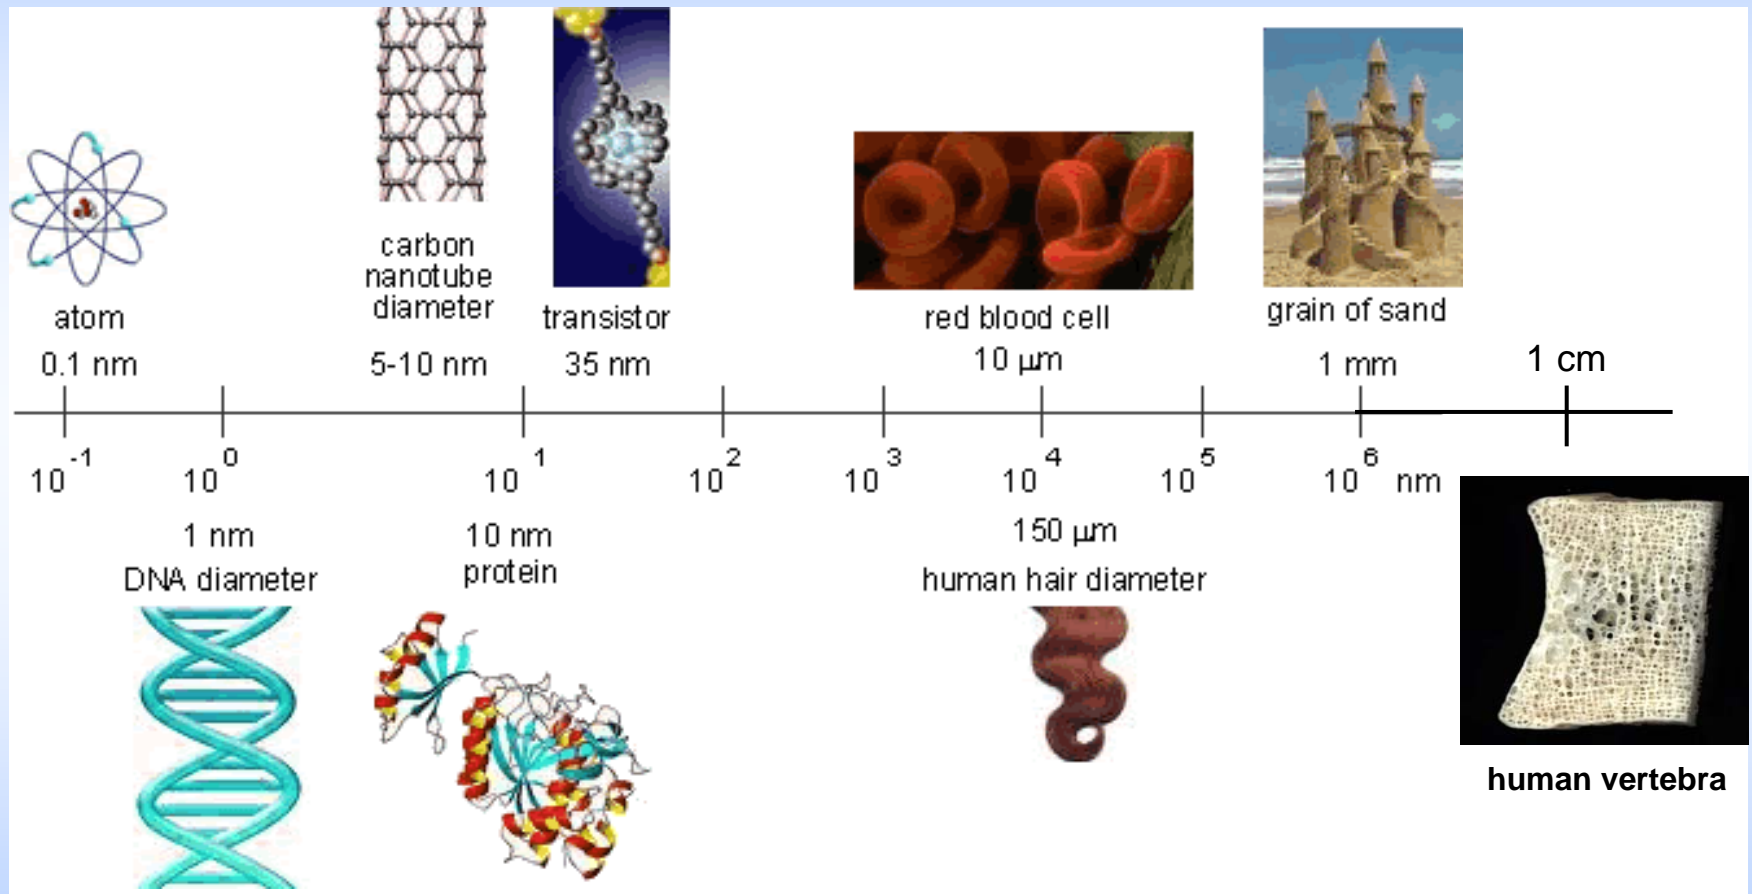 carbon
nanotube
diameter
atom
transistor
red blood cell
grain of sand
0.1 nm
5-10 nm
35 nm
10 μm
1 mm
1 cm
10⁻¹
10⁰
10¹
10²
10³
10⁴
10⁵
10⁶ nm
1 nm
DNA diameter
10 nm
protein
150 μm
human hair diameter
human vertebra